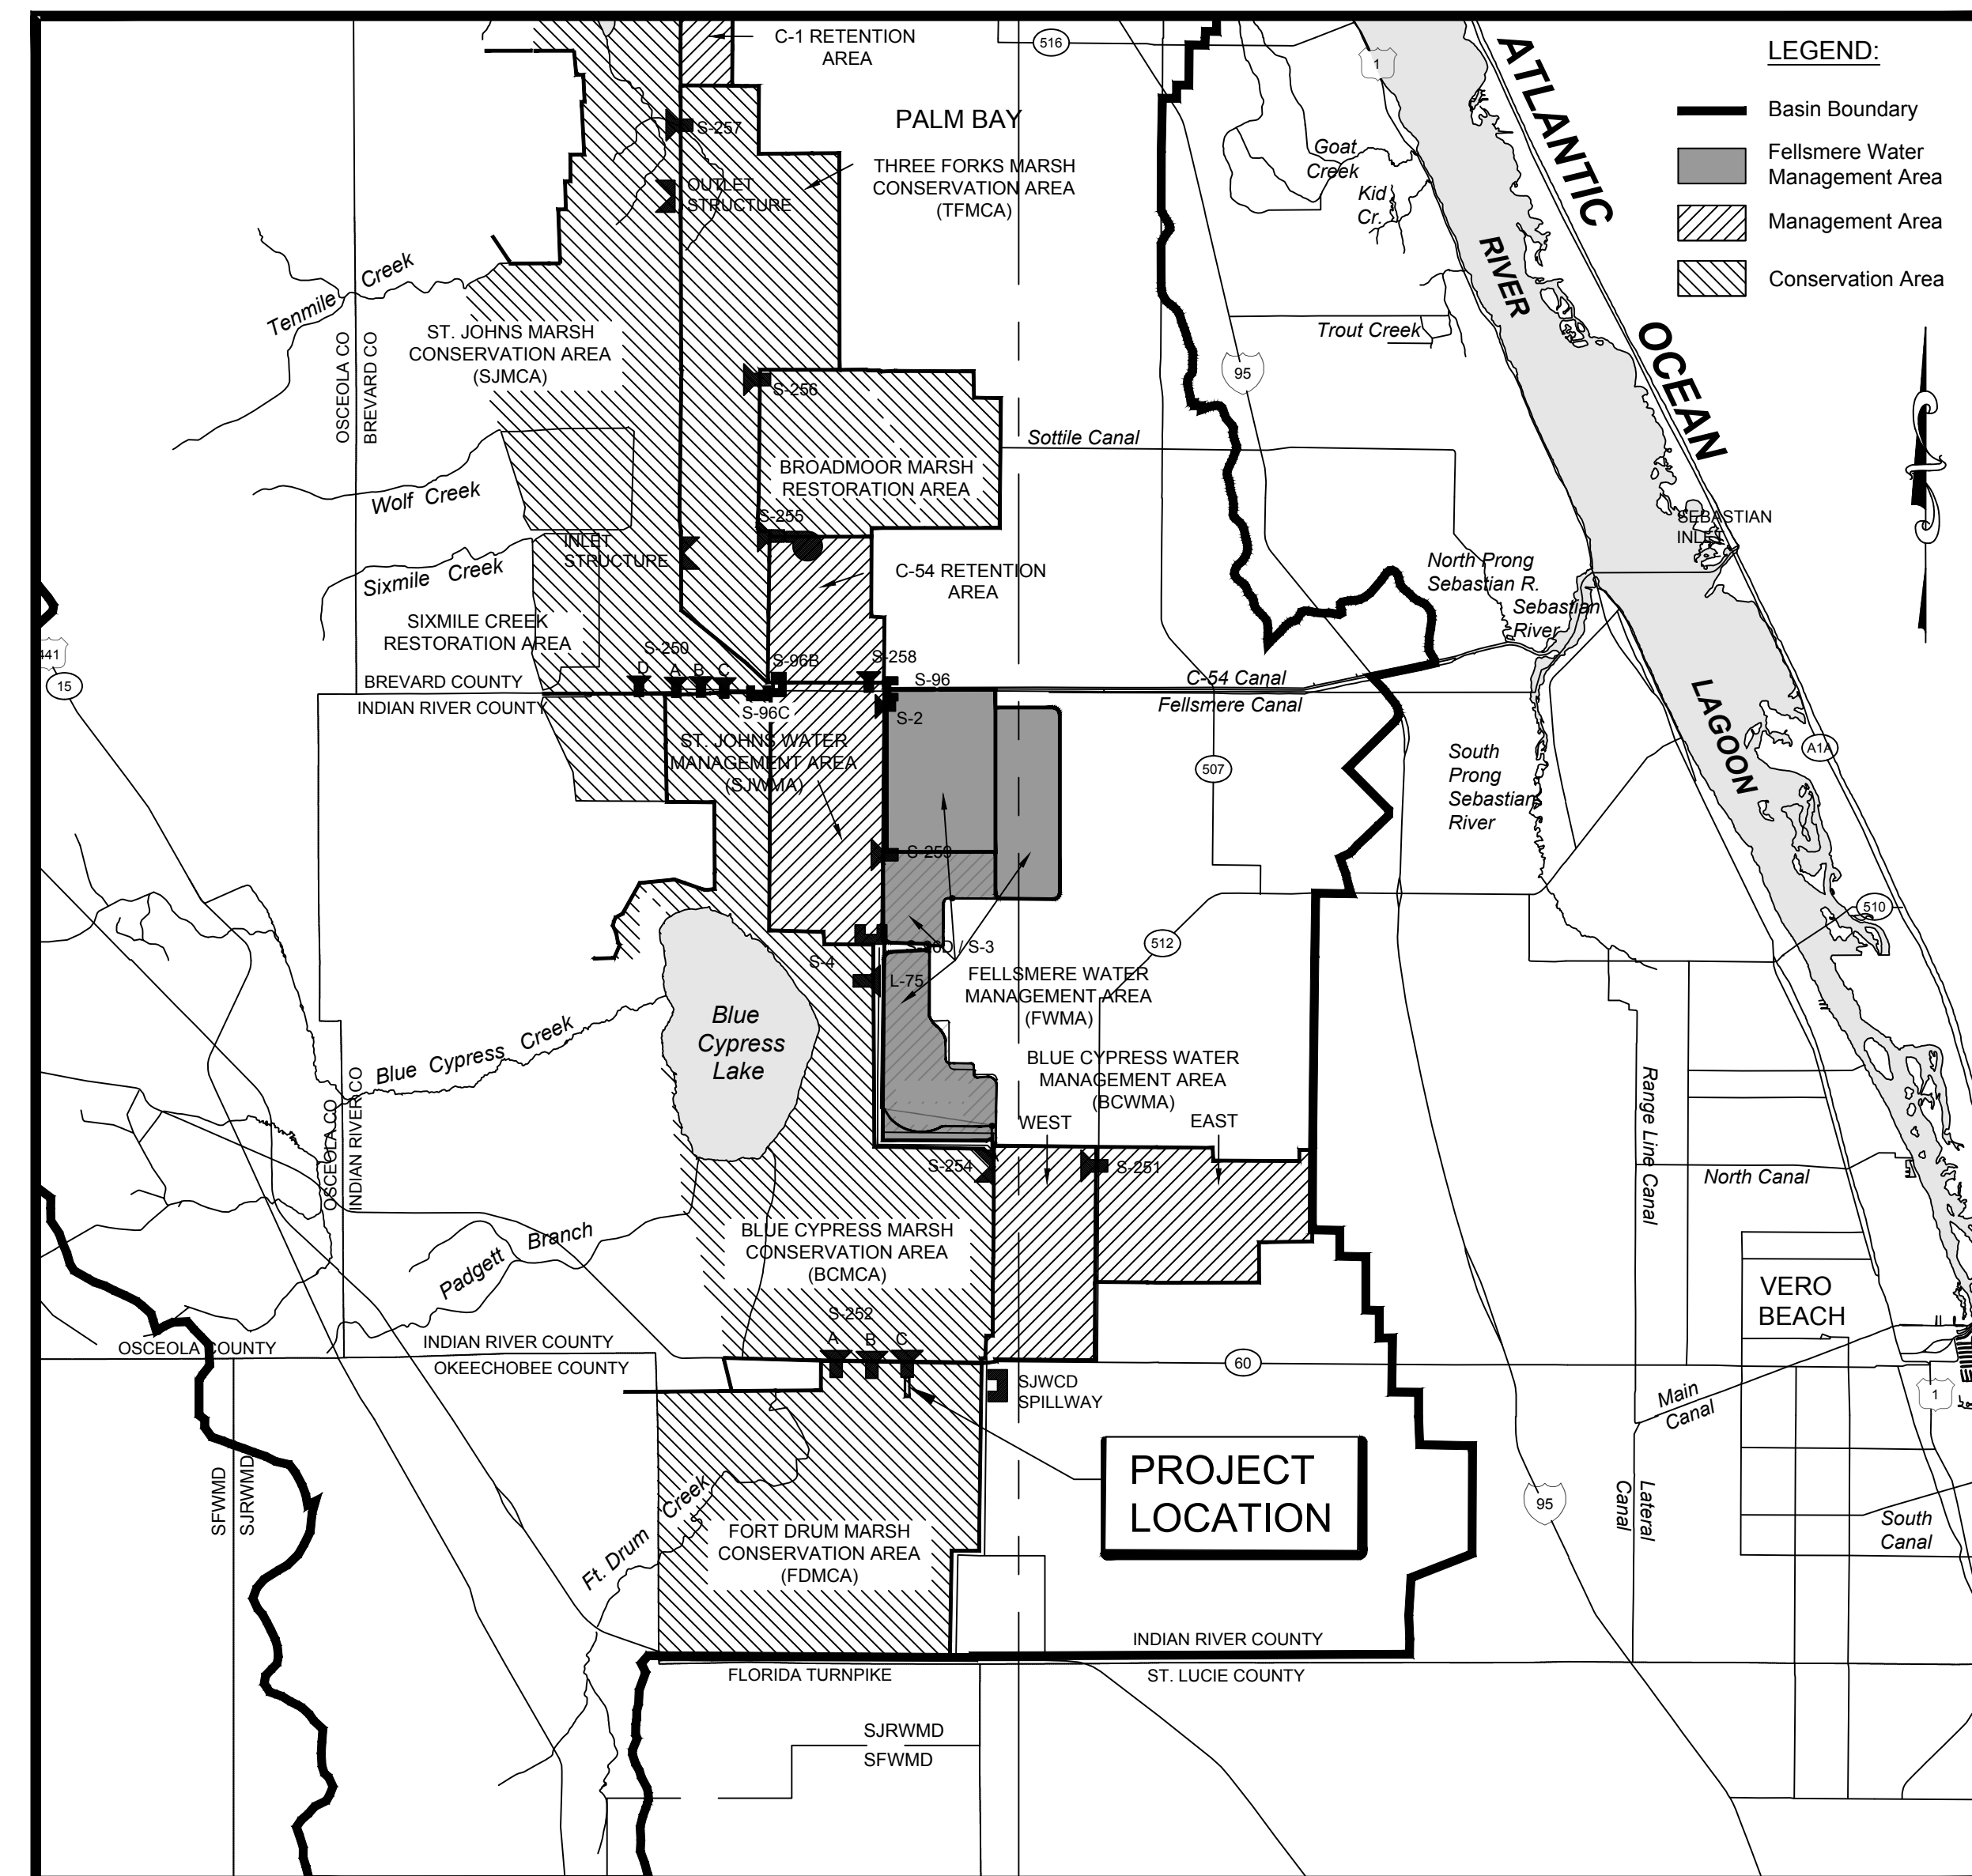 C-1 RETENTION
AREA
516
1
ATLANTIC
OCEAN
LEGEND:
Basin Boundary
Fellsmere Water
Management Area
Management Area
Conservation Area
PALM BAY
S-257
THREE FORKS MARSH
CONSERVATION AREA
(TFMCA)
OUTLET
STRUCTURE
Goat
Creek
Kid
Cr.
RIVER
Tenmile Creek
OSCEOLA CO
BREVARD CO
ST. JOHNS MARSH
CONSERVATION AREA
(SJMCA)
Trout Creek
95
S-256
Sottile Canal
BROADMOOR MARSH
RESTORATION AREA
Wolf Creek
S-255
SEBASTIAN
INLET
INLET
STRUCTURE
Sixmile Creek
C-54 RETENTION
AREA
North Prong
Sebastian R.
Sebastian
River
SIXMILE CREEK
RESTORATION AREA
S-250
D A B C
S-96B
S-258
441
15
BREVARD COUNTY
INDIAN RIVER COUNTY
S-96
C-54 Canal
Fellsmere Canal
S-96C
S-2
LAGOON
ST. JOHNS WATER
MANAGEMENT AREA
(SJWMA)
507
South
Prong
Sebastian
River
A1A
S-259
510
512
S-96D / S-3
S-4
L-75
FELLSMERE WATER
MANAGEMENT AREA
(FWMA)
Blue
Cypress
Lake
Blue Cypress Creek
BLUE CYPRESS WATER
MANAGEMENT AREA
(BCWMA)
WEST
EAST
OSCEOLA CO
INDIAN RIVER CO
Range Line Canal
S-254
S-251
North Canal
Padgett Branch
BLUE CYPRESS MARSH
CONSERVATION AREA
(BCMCA)
VERO
BEACH
S-252
A B C
OSCEOLA COUNTY
INDIAN RIVER COUNTY
OKEECHOBEE COUNTY
60
SJWCD
SPILLWAY
1
Main
Canal
PROJECT
LOCATION
SFWMD
SJRWMD
Ft. Drum Creek
95
Lateral
Canal
South
Canal
FORT DRUM MARSH
CONSERVATION AREA
(FDMCA)
INDIAN RIVER COUNTY
FLORIDA TURNPIKE
ST. LUCIE COUNTY
SJRWMD
SFWMD